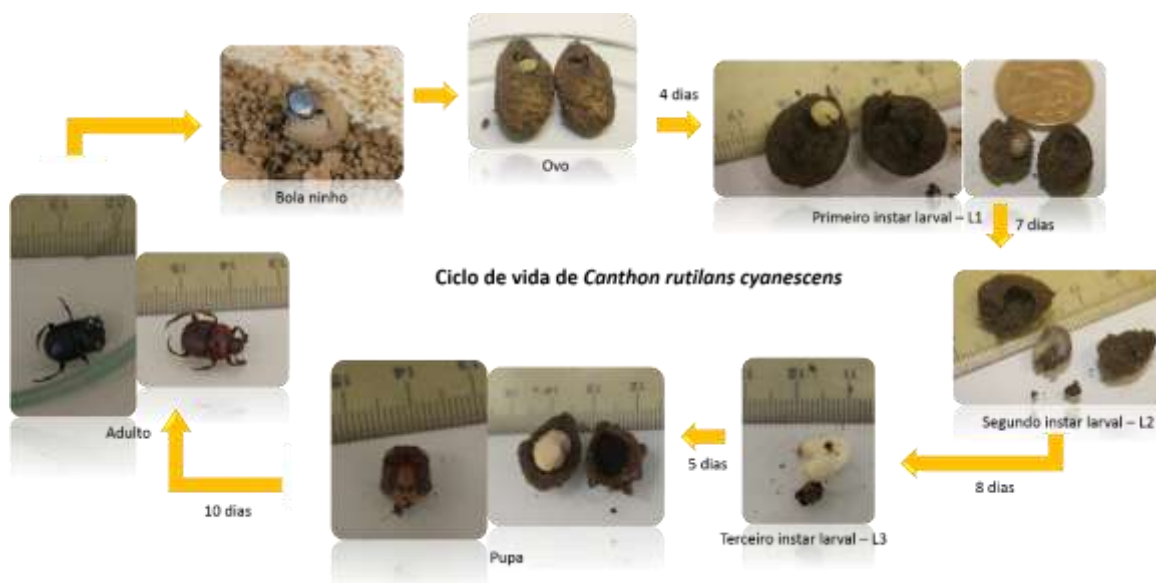 Bola ninho
Ovo
4 dias
Primeiro instar larval – L1
7 dias
Ciclo de vida de Canthon rutilans cyanescens
Segundo instar larval – L2
8 dias
Terceiro instar larval – L3
5 dias
Pupa
10 dias
Adulto